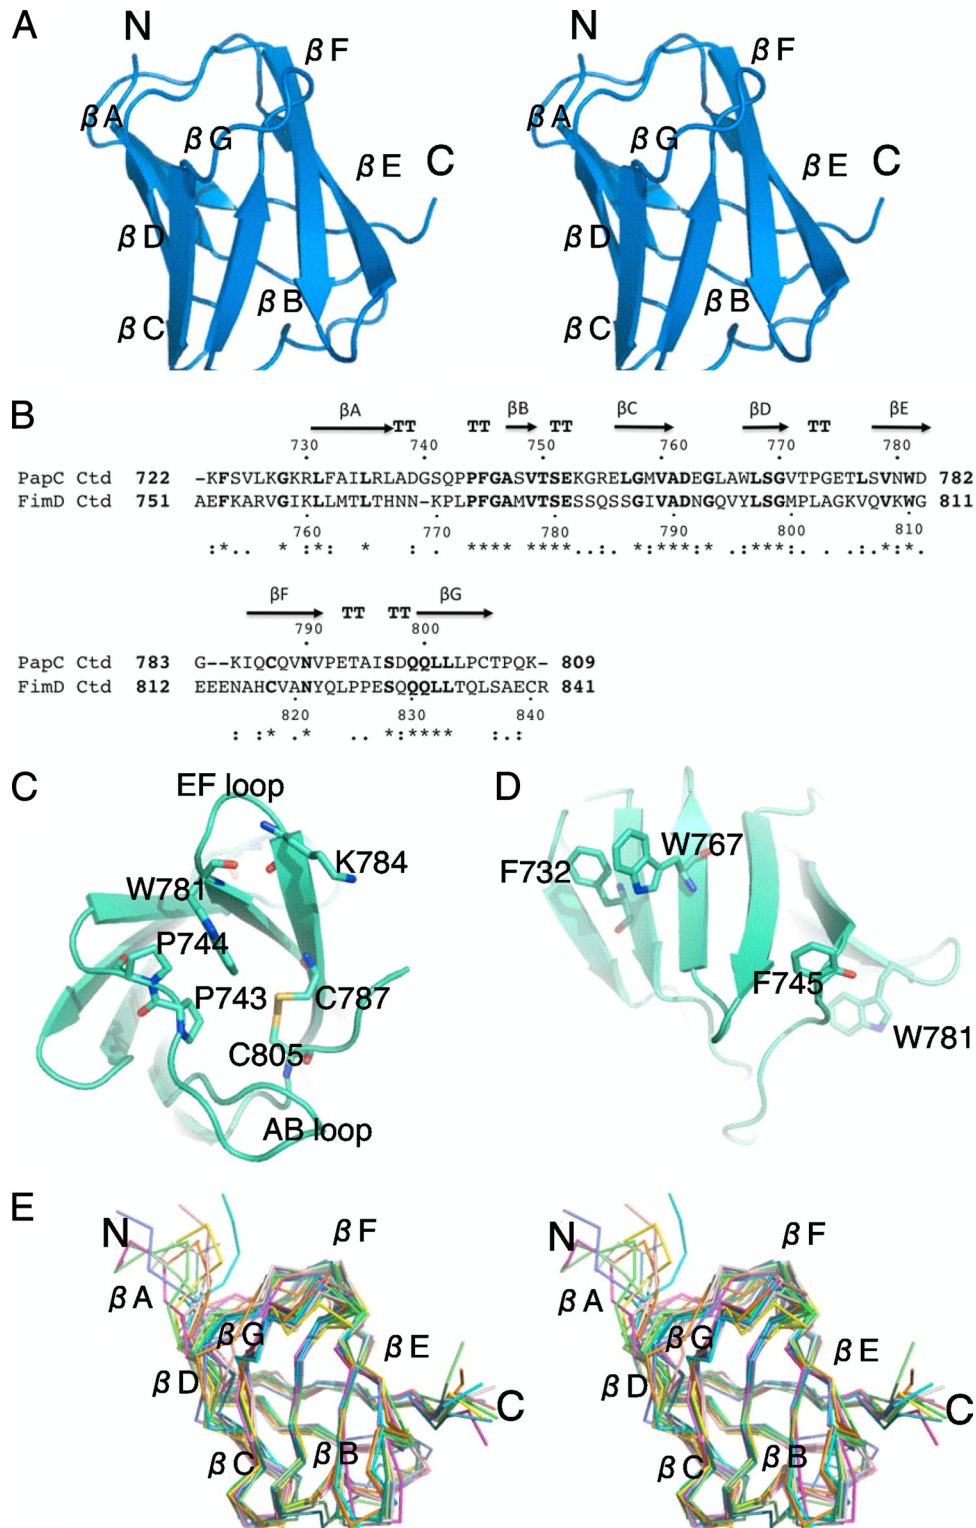 A
N N
βF βF
βA βA
βG βG
βE C βE C
βD βD
βB βB
βC βC
B
βA TT TT βB TT βC βD TT βE
730 740 750 760 770 780
PapC Ctd 722 -KFSVLKGKRLFAILRLADGSQPPFGASVTSEKGRELGMVADEGLAWLSGVTPGETLSVNWD 782
FimD Ctd 751 AEFKARVGIKLLMTLTHNN-KPLPFGAMVTSESSQSSGIVADNGQVYLSGMPLAGKVQVKWG 811
760 770 780 790 800 810
βF TT TT βG
790 800
PapC Ctd 783 G--KIQCQVNVPETAISDQQLLLPCTPQK- 809
FimD Ctd 812 EEENAHCVANYQLPPESQQQLLTQLSAECR 841
820 830 840
C
EF loop
K784
W781
P744
P743
C787
C805
AB loop
D
W767
F732
F745
W781
E
N N
βF βF
βA βA
βG βG
βE βE
βD βD
C C
βB βB
βC βC